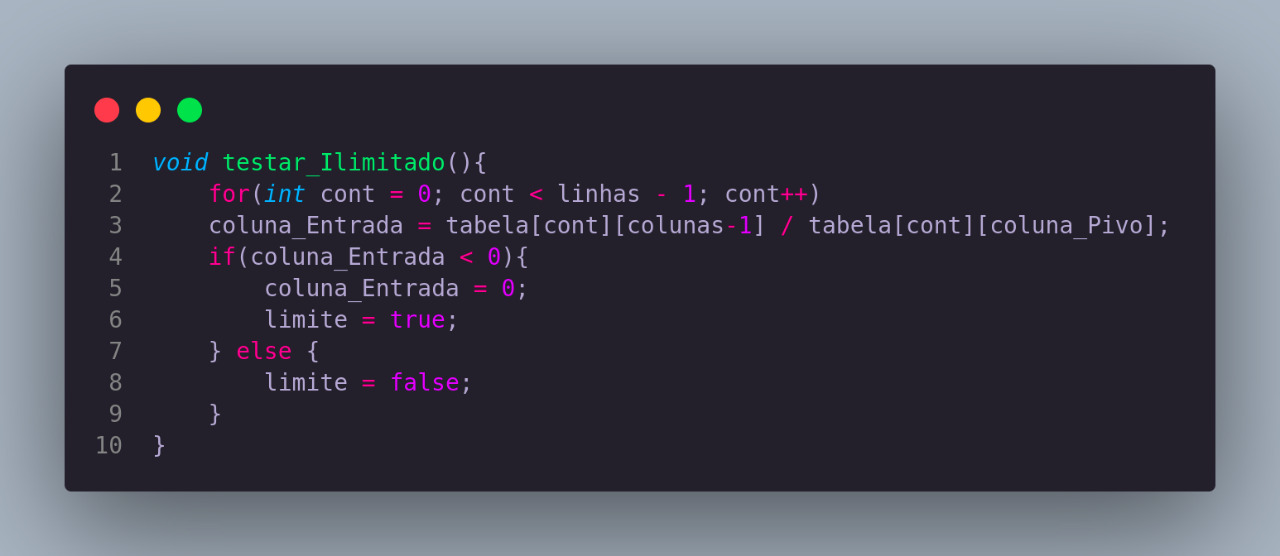 1 void testar_Ilimitado(){
2     for(int cont = 0; cont < linhas - 1; cont++)
3     coluna_Entrada = tabela[cont][colunas-1] / tabela[cont][coluna_Pivo];
4     if(coluna_Entrada < 0){
5         coluna_Entrada = 0;
6         limite = true;
7     } else {
8         limite = false;
9     }
10 }